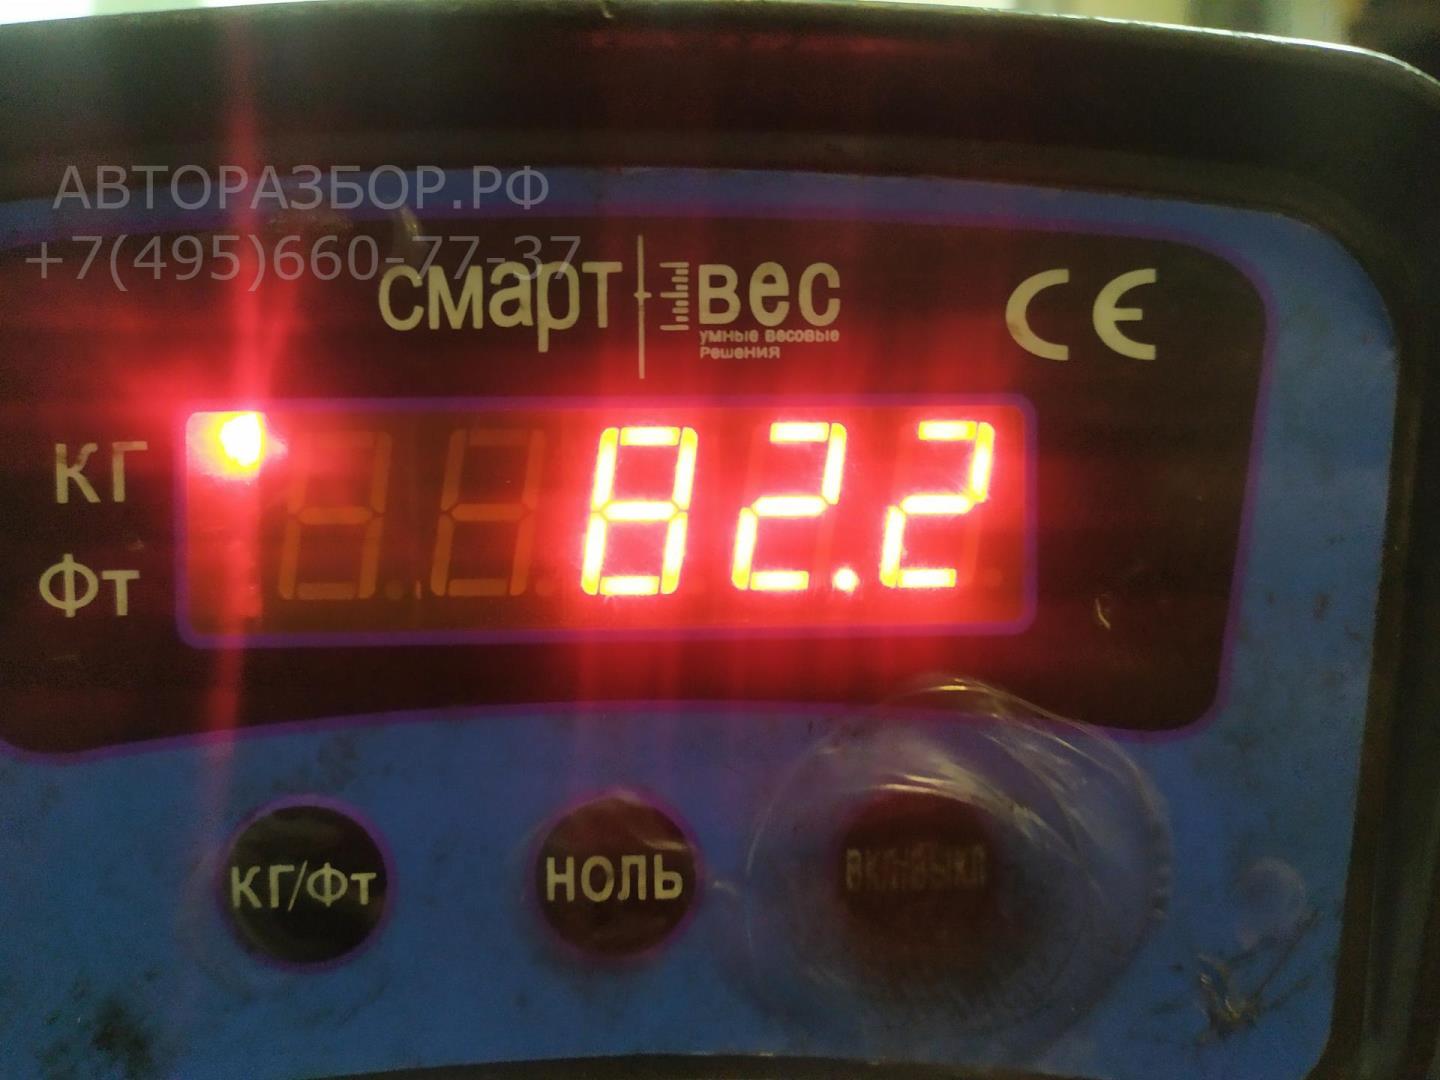 АВТОРАЗБОР.РФ
+7(495)660-77-37
смарт вес
умные весовые
решения
CE
КГ
82.2
Фт
КГ/Фт
НОЛЬ
ВКЛ/ВЫКЛ